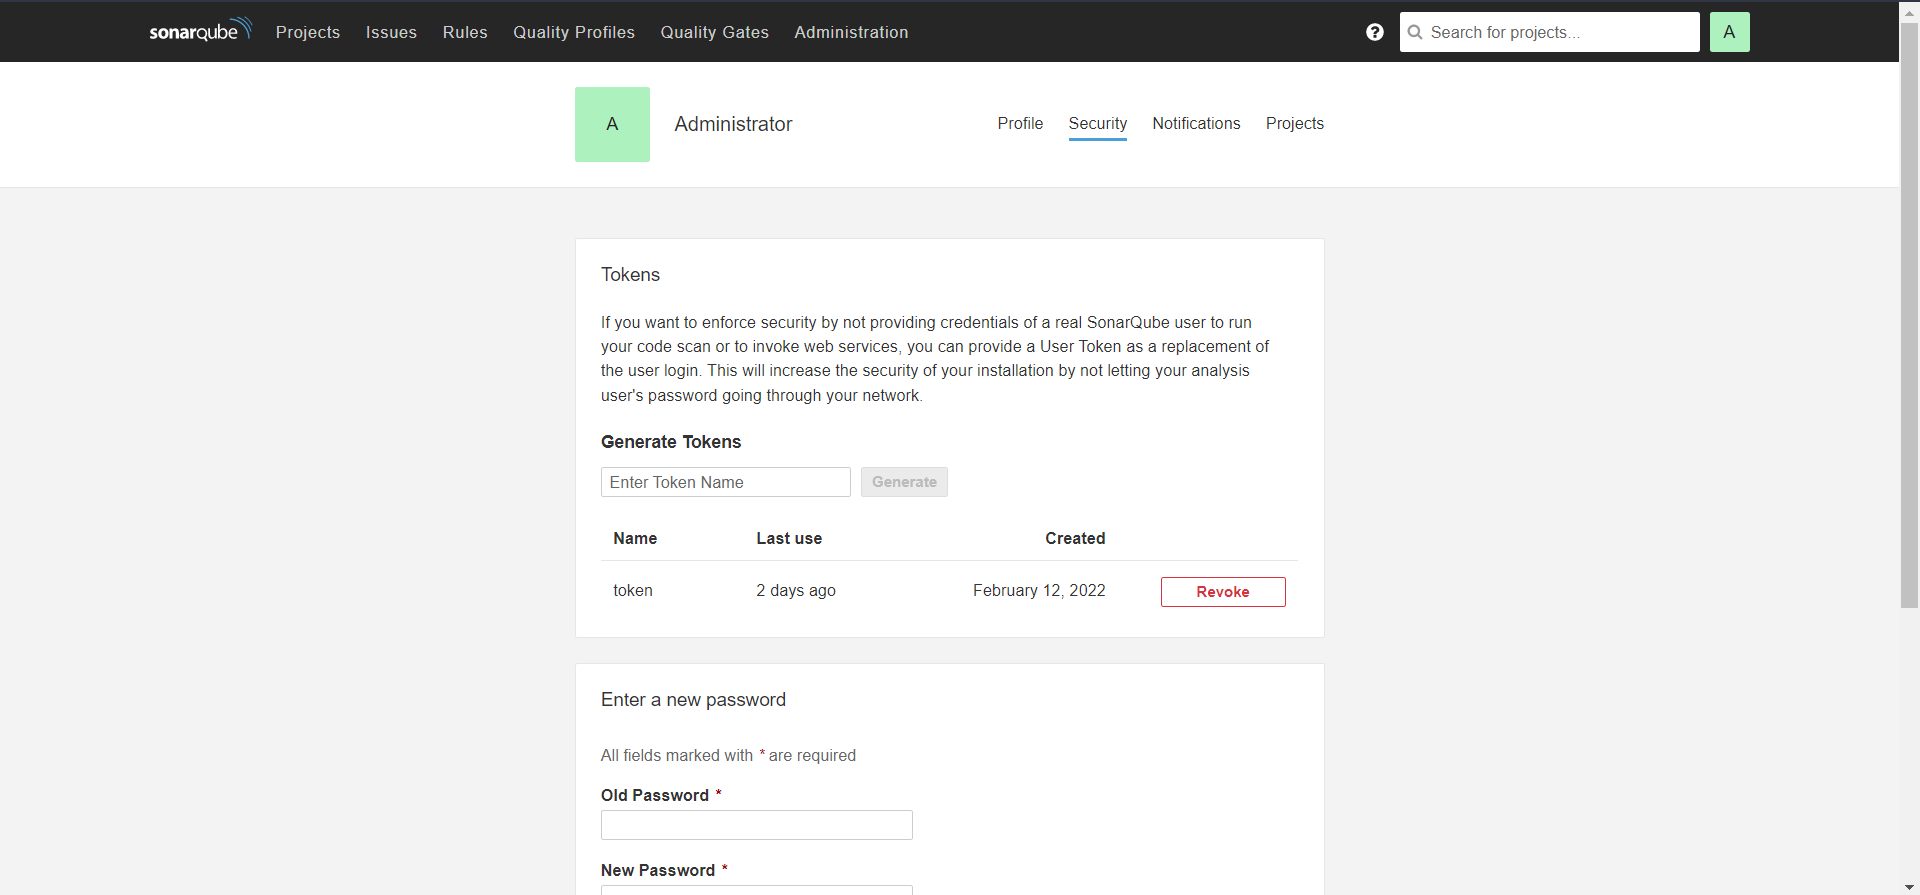 sonarqube Projects Issues Rules Quality Profiles Quality Gates Administration ? Search for projects... A
A Administrator Profile Security Notifications Projects
Tokens
If you want to enforce security by not providing credentials of a real SonarQube user to run
your code scan or to invoke web services, you can provide a User Token as a replacement of
the user login. This will increase the security of your installation by not letting your analysis
user's password going through your network.
Generate Tokens
Enter Token Name Generate
Name Last use Created
token 2 days ago February 12, 2022 Revoke
Enter a new password
All fields marked with * are required
Old Password *
New Password *